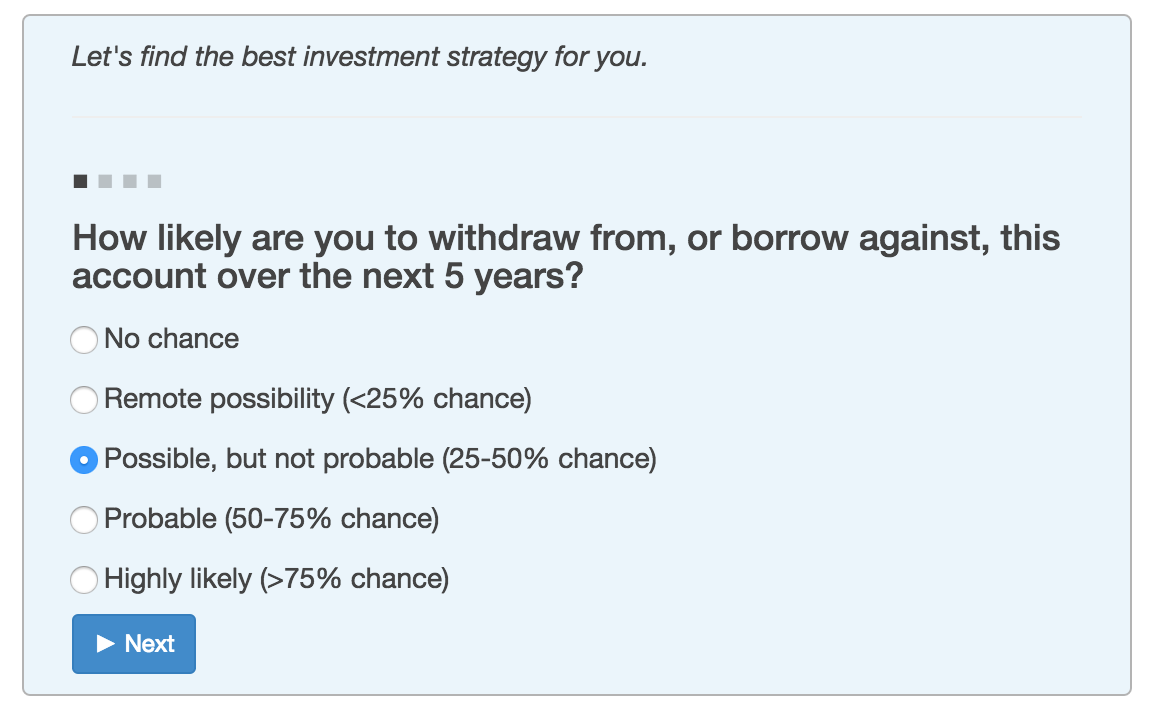 Let's find the best investment strategy for you.
How likely are you to withdraw from, or borrow against, this
account over the next 5 years?
No chance
Remote possibility (<25% chance)
Possible, but not probable (25-50% chance)
Probable (50-75% chance)
Highly likely (>75% chance)
Next